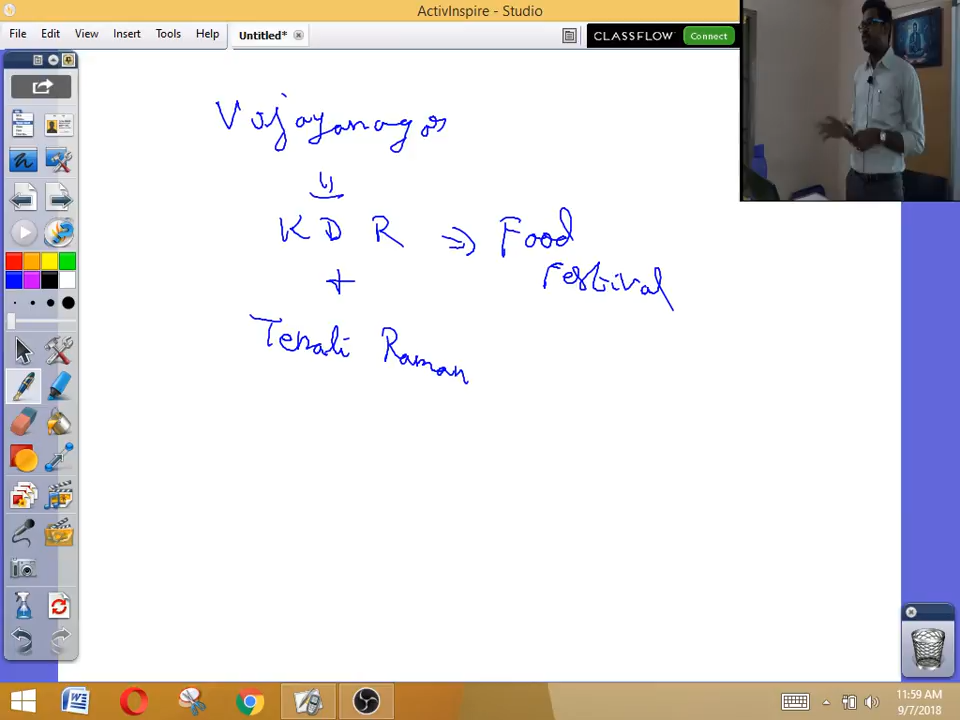 ActivInspire - Studio
File Edit View Insert Tools Help Untitled*
CLASSFLOW Connect
Vijayanagar
K D R ⇒ Food
Festival
+
Tenali Raman
11:59 AM
9/7/2018